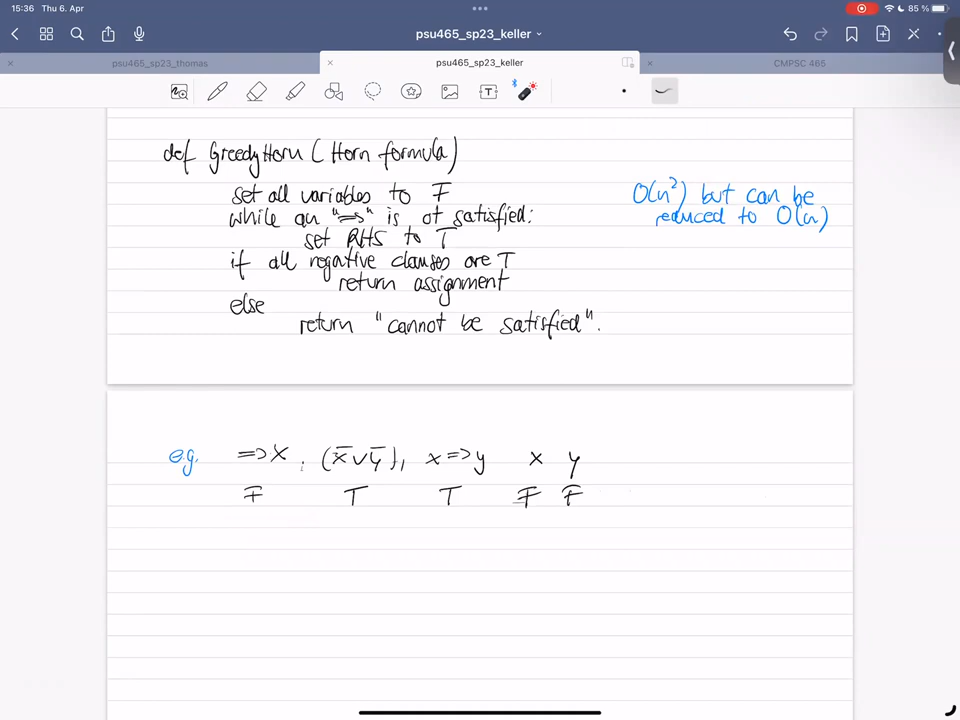 15:36 Thu 6. Apr
85 %
psu465_sp23_keller
psu465_sp23_thomas
psu465_sp23_keller
CMPSC 465
def GreedyHorn ( Horn formula )
set all variables to F
while an "=>" is ot satisfied:
set RHS to T
if all negative clauses are T
return assignment
else
return "cannot be satisfied".
O(n²) but can be
reduced to O(n)
e.g. => x , (x̅ ∨ y̅), x => y x y
F T T F F